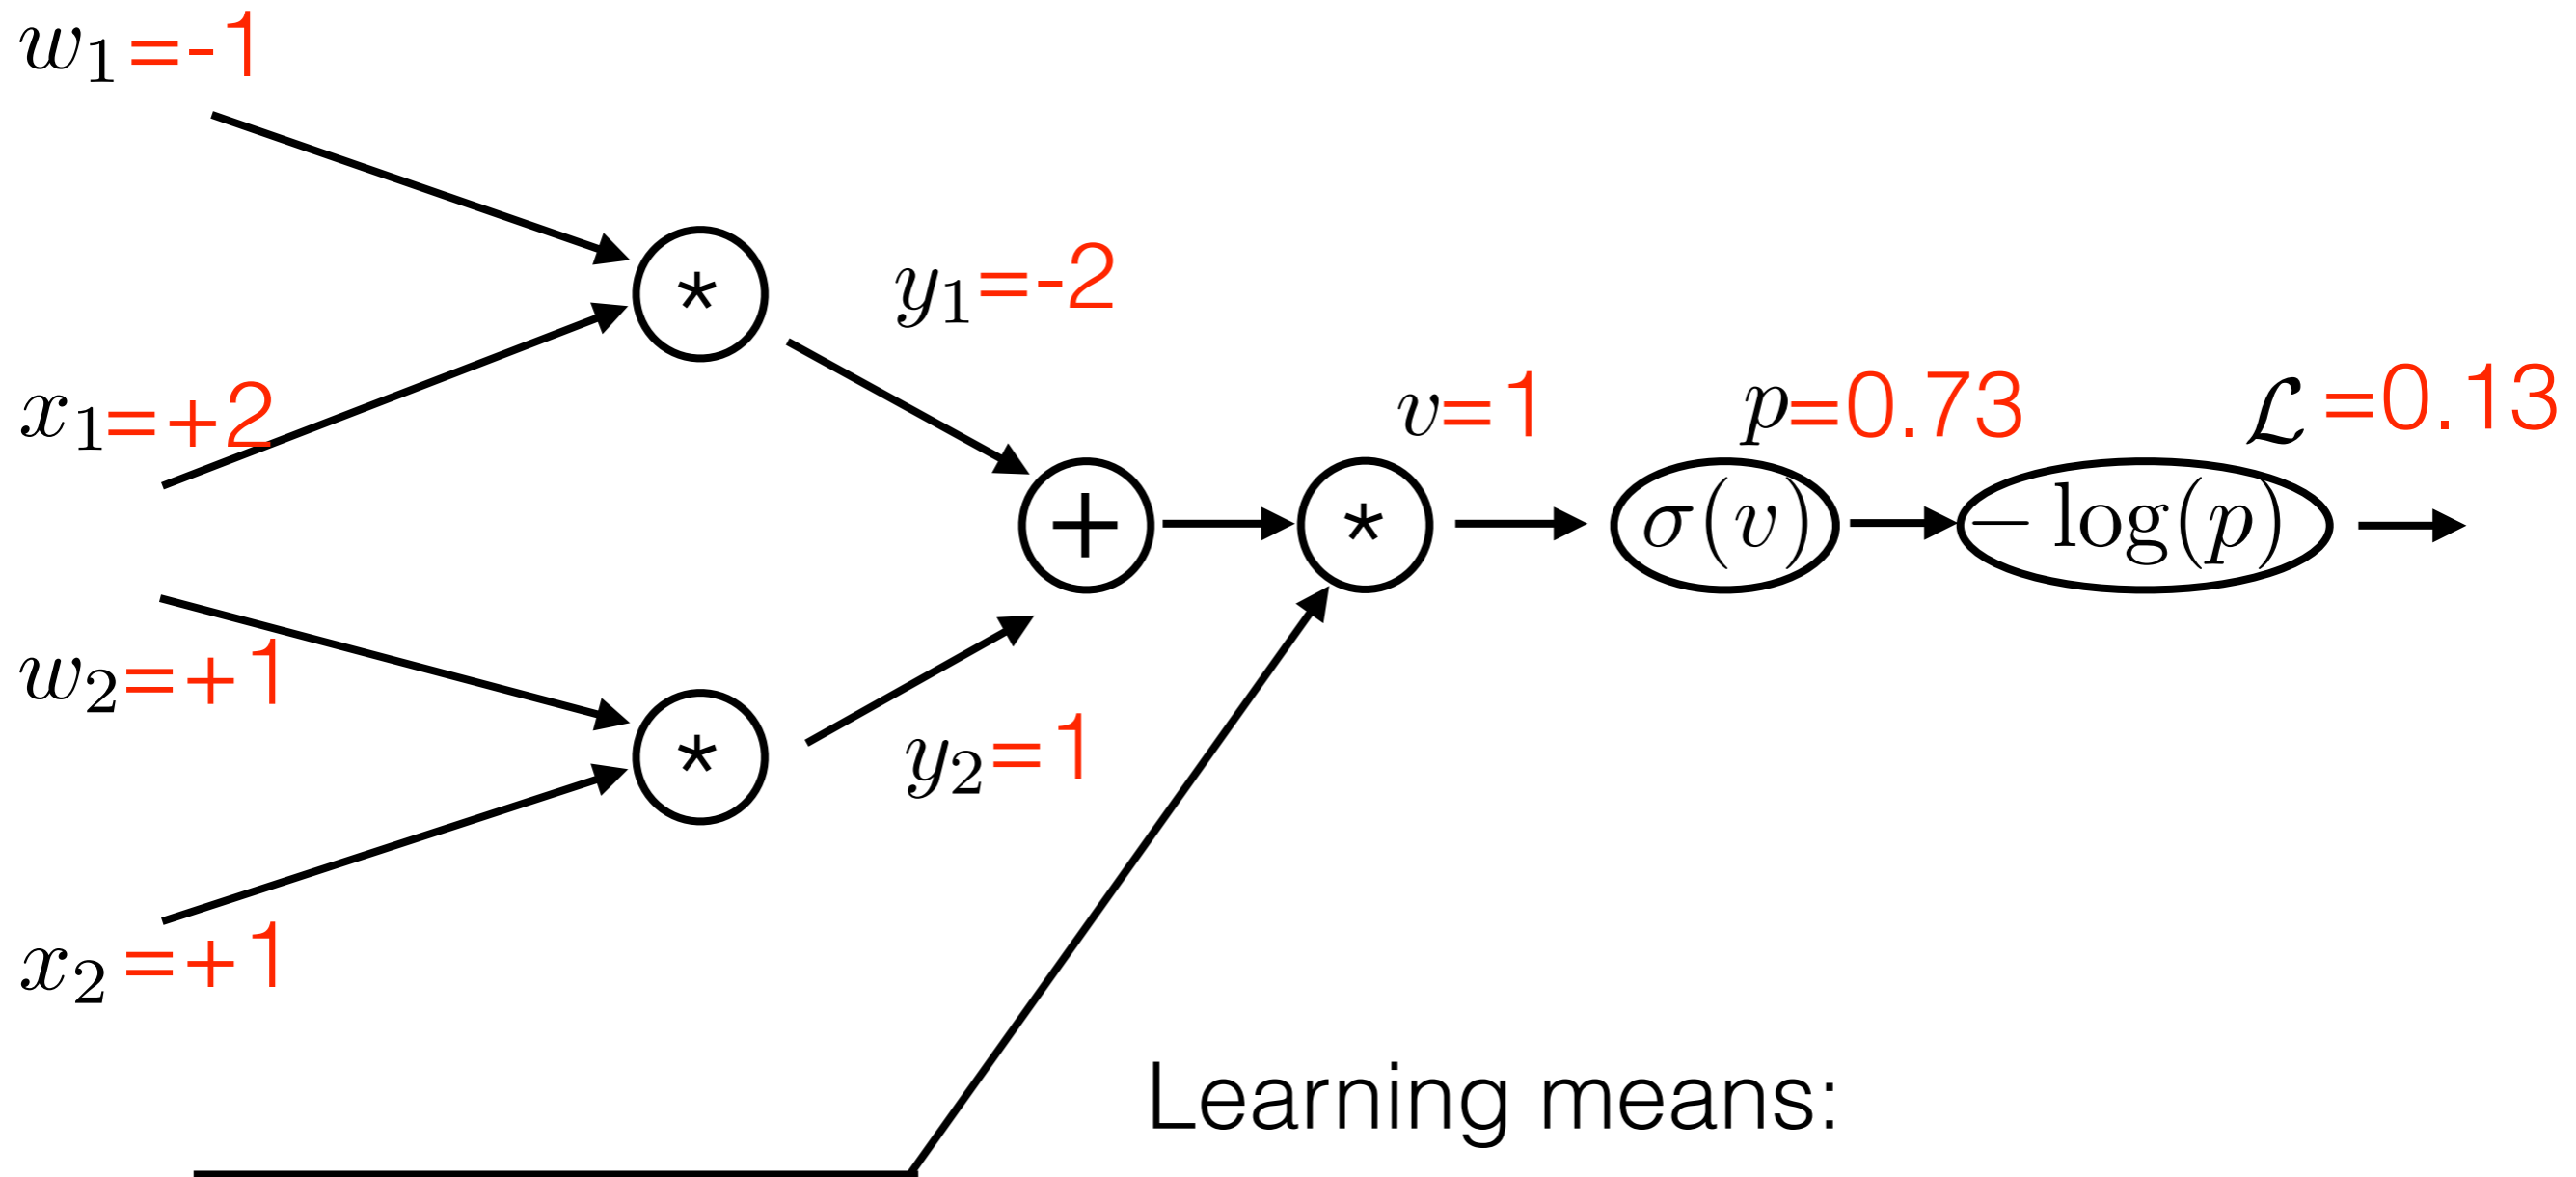 w₁=-1
*
y₁=-2
x₁=+2
v=1
p=0.73
ℒ=0.13
+
*
σ(v)
−log(p)
w₂=+1
*
y₂=1
x₂=+1
Learning means: